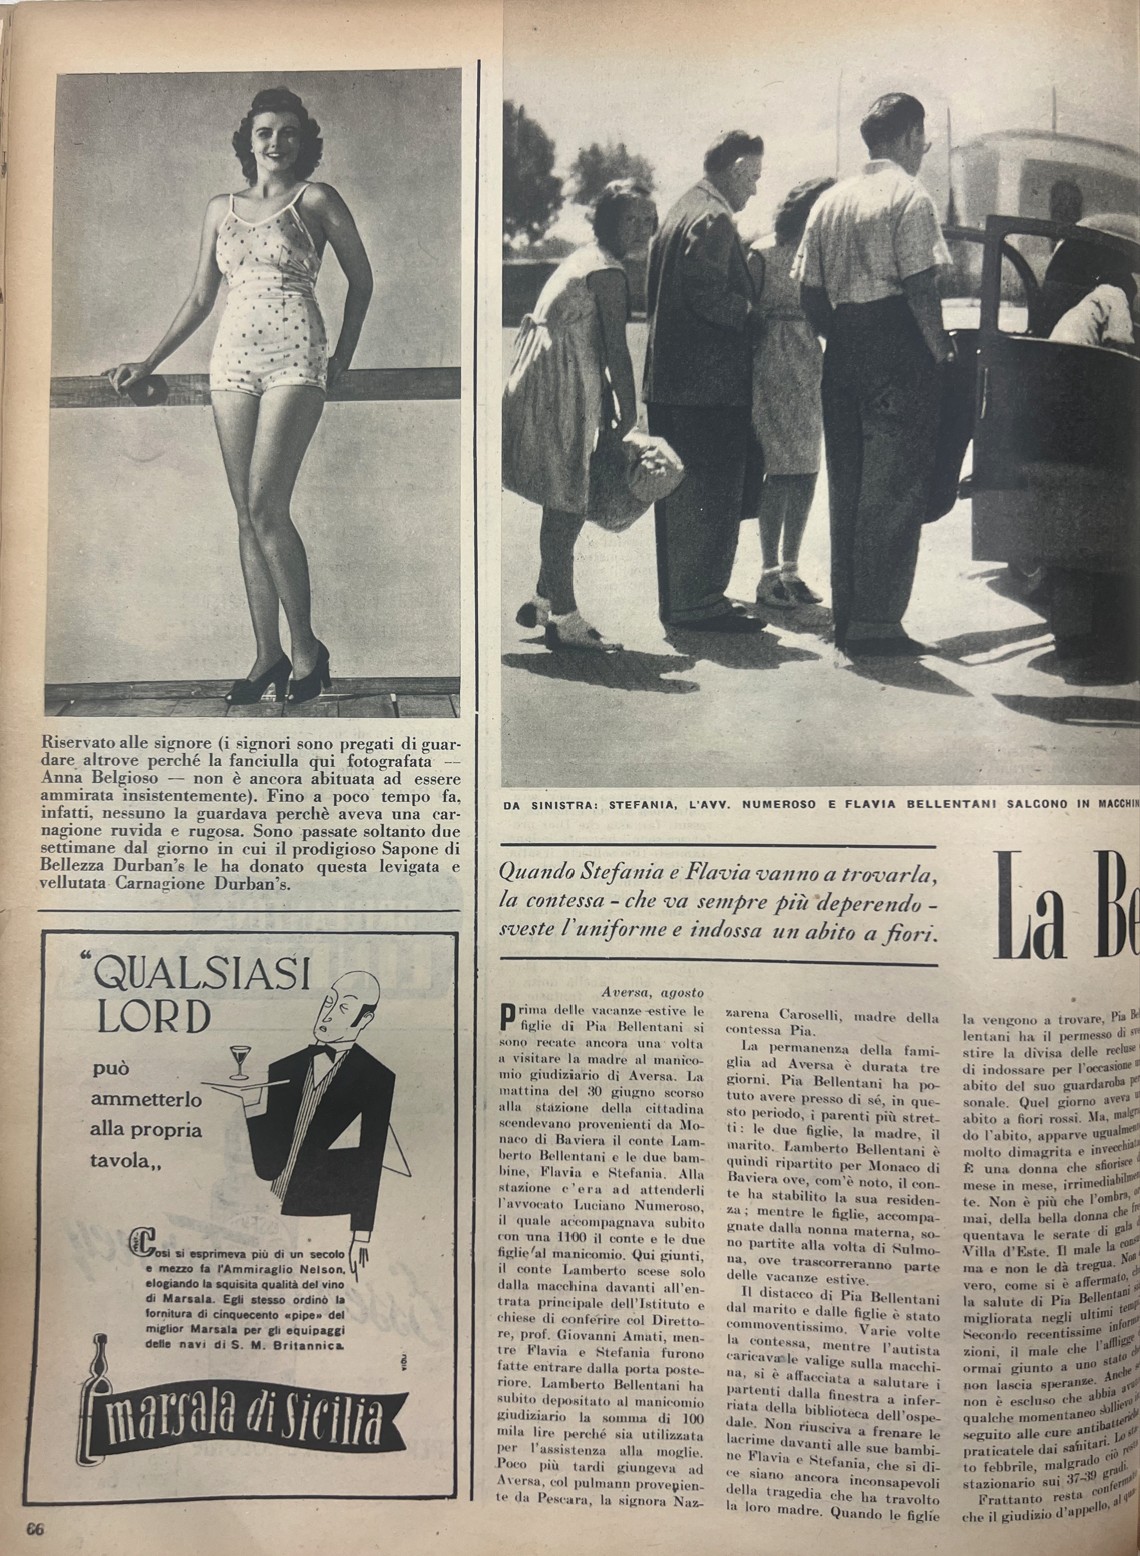 Riservato alle signore (i signori sono pregati di guar-
dare altrove perché la fanciulla qui fotografata —
Anna Belgioso — non è ancora abituata ad essere
ammirata insistentemente). Fino a poco tempo fa,
infatti, nessuno la guardava perchè aveva una car-
nagione ruvida e rugosa. Sono passate soltanto due
settimane dal giorno in cui il prodigioso Sapone di
Bellezza Durban's le ha donato questa levigata e
vellutata Carnagione Durban's.
“QUALSIASI
LORD
può
ammetterlo
alla propria
tavola„
Così si esprimeva più di un secolo
e mezzo fa l'Ammiraglio Nelson,
elogiando la squisita qualità del vino
di Marsala. Egli stesso ordinò la
fornitura di cinquecento «pipe» del
miglior Marsala per gli equipaggi
delle navi di S. M. Britannica.
marsala di Sicilia
66
DA SINISTRA: STEFANIA, L'AVV. NUMEROSO E FLAVIA BELLENTANI SALGONO IN MACCHIN
Quando Stefania e Flavia vanno a trovarla,
la contessa - che va sempre più deperendo -
sveste l'uniforme e indossa un abito a fiori.
La Be
Aversa, agosto
Prima delle vacanze estive le
figlie di Pia Bellentani si
sono recate ancora una volta
a visitare la madre al manico-
mio giudiziario di Aversa. La
mattina del 30 giugno scorso
alla stazione della cittadina
scendevano provenienti da Mo-
naco di Baviera il conte Lam-
berto Bellentani e le due bam-
bine, Flavia e Stefania. Alla
stazione c'era ad attenderli
l'avvocato Luciano Numeroso,
il quale accompagnava subito
con una 1100 il conte e le due
figlie al manicomio. Qui giunti,
il conte Lamberto scese solo
dalla macchina davanti all'en-
trata principale dell'Istituto e
chiese di conferire col Diretto-
re, prof. Giovanni Amati, men-
tre Flavia e Stefania furono
fatte entrare dalla porta poste-
riore. Lamberto Bellentani ha
subito depositato al manicomio
giudiziario la somma di 100
mila lire perché sia utilizzata
per l'assistenza alla moglie.
Poco più tardi giungeva ad
Aversa, col pulmann provenien-
te da Pescara, la signora Naz-
zarena Caroselli, madre della
contessa Pia.
La permanenza della fami-
glia ad Aversa è durata tre
giorni. Pia Bellentani ha po-
tuto avere presso di sé, in que-
sto periodo, i parenti più stret-
ti: le due figlie, la madre, il
marito. Lamberto Bellentani è
quindi ripartito per Monaco di
Baviera ove, com'è noto, il con-
te ha stabilito la sua residen-
za; mentre le figlie, accompa-
gnate dalla nonna materna, so-
no partite alla volta di Sulmo-
na, ove trascorreranno parte
delle vacanze estive.
Il distacco di Pia Bellentani
dal marito e dalle figlie è stato
commoventissimo. Varie volte
la contessa, mentre l'autista
caricava le valige sulla macchi-
na, si è affacciata a salutare i
partenti dalla finestra a infer-
riata della biblioteca dell'ospe-
dale. Non riusciva a frenare le
lacrime davanti alle sue bambi-
ne Flavia e Stefania, che si di-
ce siano ancora inconsapevoli
della tragedia che ha travolto
la loro madre. Quando le figlie
la vengono a trovare, Pia Bel
lentani ha il permesso di sve
stire la divisa delle recluse
di indossare per l'occasione u
abito del suo guardaroba per
sonale. Quel giorno aveva u
abito a fiori rossi. Ma, malgra
do l'abito, apparve ugualment
molto dimagrita e invecchiata
È una donna che sfiorisce d
mese in mese, irrimediabilmen
te. Non è più che l'ombra, or
mai, della bella donna che fre
quentava le serate di gala d
Villa d'Este. Il male la consu
ma e non le dà tregua. Non
vero, come si è affermato, ch
la salute di Pia Bellentani si
migliorata negli ultimi tempi
Secondo recentissime informa
zioni, il male che l'affligge
ormai giunto a uno stato che
non lascia speranze. Anche s
non è escluso che abbia avu
qualche momentaneo sollievo
seguito alle cure antibatteriche
praticatele dai sanitari. Lo sta
to febbrile, malgrado ciò resta
stazionario sui 37-39 gradi.
Frattanto resta conferma
che il giudizio d'appello, al qua